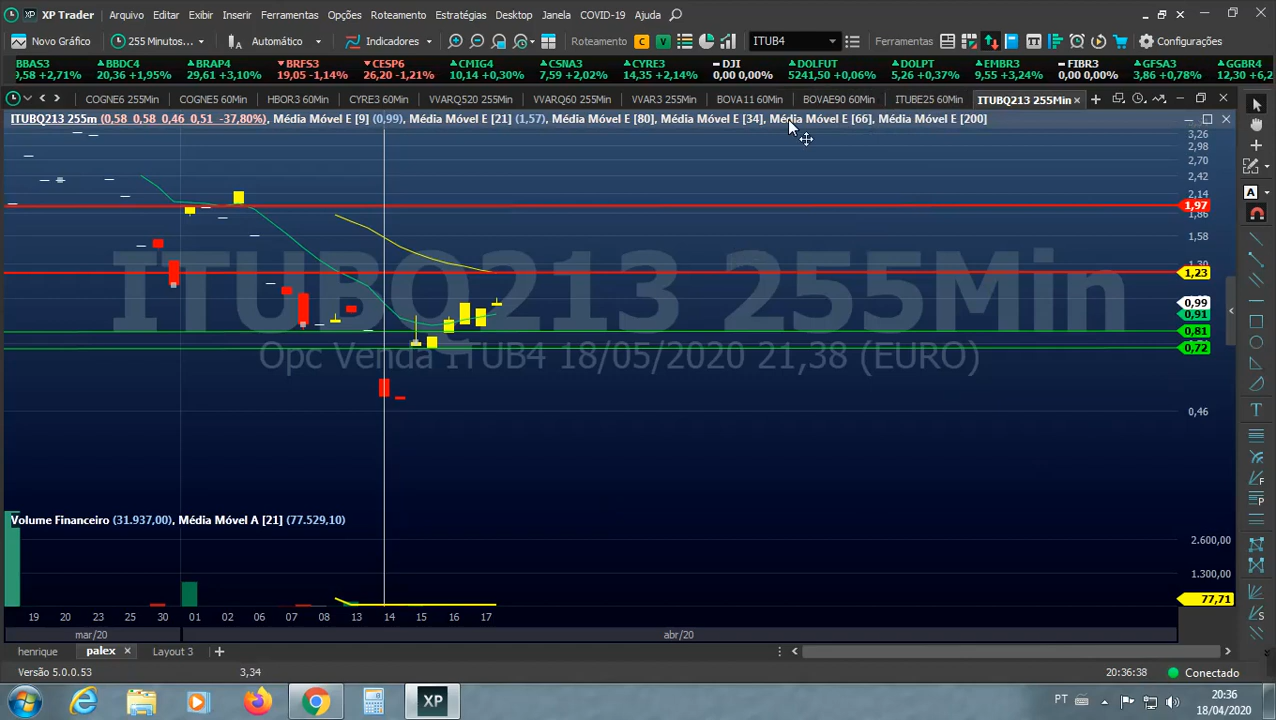 XP XP Trader Arquivo Editar Exibir Inserir Ferramentas Opções Roteamento Estratégias Desktop Janela COVID-19 Ajuda
Novo Gráfico 255 Minutos... Automático Indicadores Roteamento C V ITUB4 Ferramentas Configurações
BBAS3 BBDC4 BRAP4 BRFS3 CESP6 CMIG4 CSNA3 CYRE3 DJI DOLFUT DOLPT EMBR3 FIBR3 GFSA3 GGBR4
9,58 +2,71% 20,36 +1,95% 29,61 +3,10% 19,05 -1,14% 26,20 -1,21% 10,14 +0,30% 7,59 +2,02% 14,35 +2,14% 0,00 0,00% 5241,50 +0,06% 5,26 +0,37% 9,55 +3,24% 0,00 0,00% 3,86 +0,78% 12,30 +6,2
COGNE6 255Min COGNE5 60Min HBOR3 60Min CYRE3 60Min VVARQ520 255Min VVARQ60 255Min VVAR3 255Min BOVA11 60Min BOVAE90 60Min ITUBE25 60Min ITUBQ213 255Min
ITUBQ213 255m (0,58 0,58 0,46 0,51 -37,80%), Média Móvel E [9] (0,99), Média Móvel E [21] (1,57), Média Móvel E [80], Média Móvel E [34], Média Móvel E [66], Média Móvel E [200]
3,26
2,98
2,70
2,42
2,14
1,97
1,86
1,58
1,30
1,23
0,99
0,91
0,81
0,72
0,46
ITUBQ213 255Min
Opc Venda ITUB4 18/05/2020 21,38 (EURO)
Volume Financeiro (31.937,00), Média Móvel A [21] (77.529,10)
2.600,00
1.300,00
77,71
19 20 23 25 30 01 02 06 07 08 13 14 15 16 17
mar/20 abr/20
henrique palex Layout 3
Versão 5.0.0.53 3,34 20:36:38 Conectado
XP PT 20:36
18/04/2020